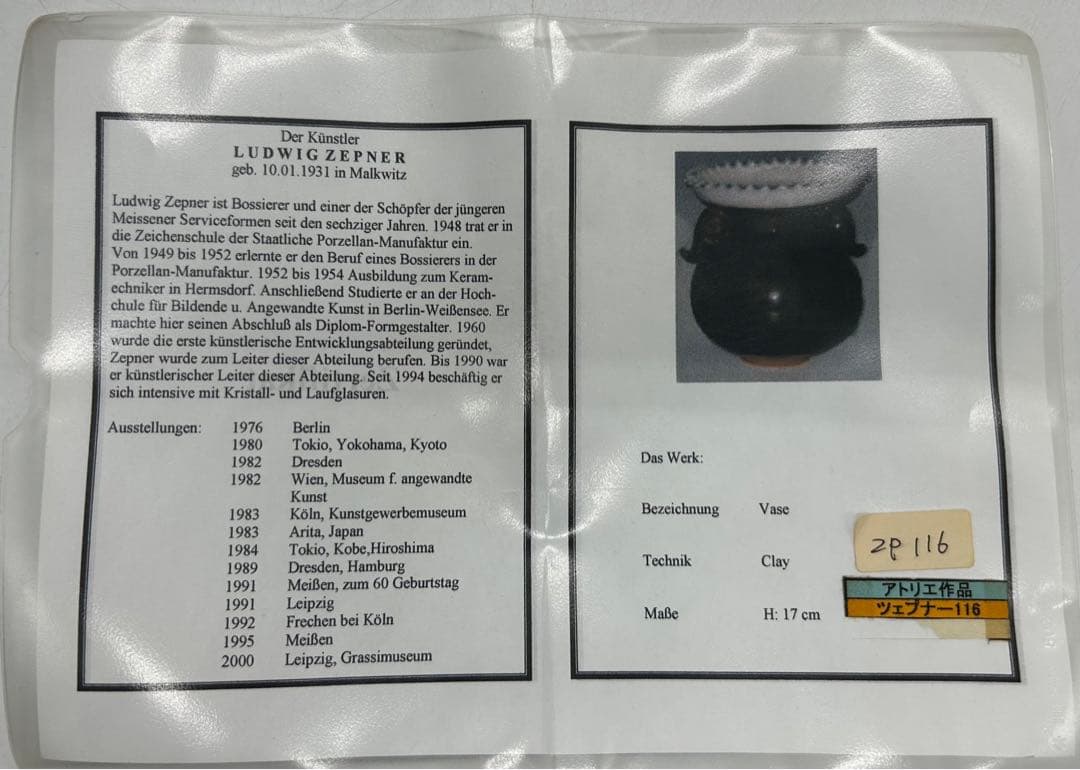 Der Künstler
LUDWIG ZEPNER
geb. 10.01.1931 in Malkwitz
Ludwig Zepner ist Bossierer und einer der Schöpfer der jüngeren
Meissener Serviceformen seit den sechziger Jahren. 1948 trat er in
die Zeichenschule der Staatliche Porzellan-Manufaktur ein.
Von 1949 bis 1952 erlernte er den Beruf eines Bossierers in der
Porzellan-Manufaktur. 1952 bis 1954 Ausbildung zum Keram-
echniker in Hermsdorf. Anschließend Studierte er an der Hoch-
chule für Bildende u. Angewandte Kunst in Berlin-Weißensee. Er
machte hier seinen Abschluß als Diplom-Formgestalter. 1960
wurde die erste künstlerische Entwicklungsabteilung geründet,
Zepner wurde zum Leiter dieser Abteilung berufen. Bis 1990 war
er künstlerischer Leiter dieser Abteilung. Seit 1994 beschäftig er
sich intensive mit Kristall- und Laufglasuren.
Ausstellungen: 1976 Berlin
1980 Tokio, Yokohama, Kyoto
1982 Dresden
1982 Wien, Museum f. angewandte
Kunst
1983 Köln, Kunstgewerbemuseum
1983 Arita, Japan
1984 Tokio, Kobe,Hiroshima
1989 Dresden, Hamburg
1991 Meißen, zum 60 Geburtstag
1991 Leipzig
1992 Frechen bei Köln
1995 Meißen
2000 Leipzig, Grassimuseum
Das Werk:
Bezeichnung Vase
Technik Clay
Maße H: 17 cm
ZP 116
アトリエ作品
ツェプナー116